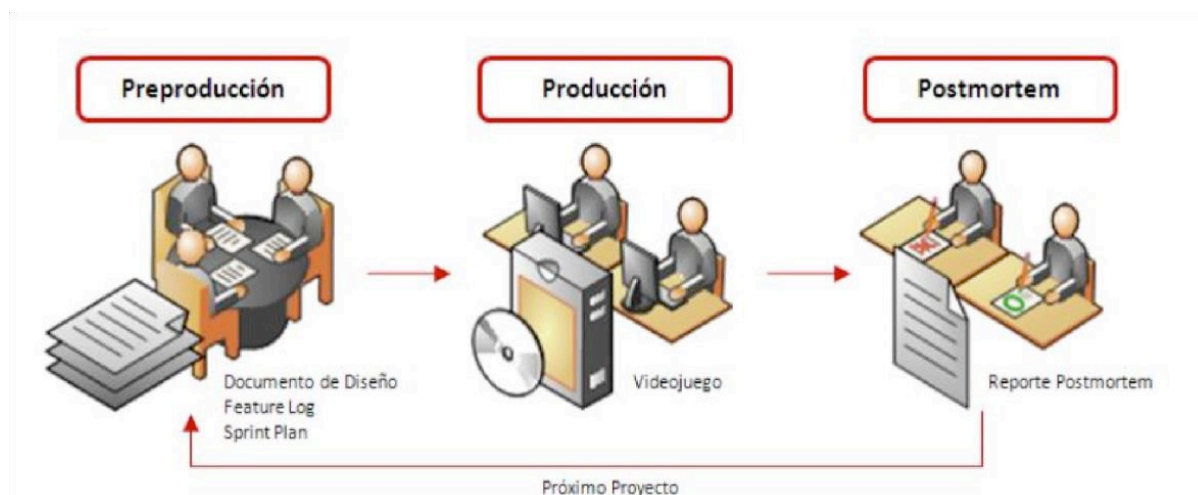 Preproducción
Producción
Postmortem
Documento de Diseño
Feature Log
Sprint Plan
Videojuego
Reporte Postmortem
Próximo Proyecto